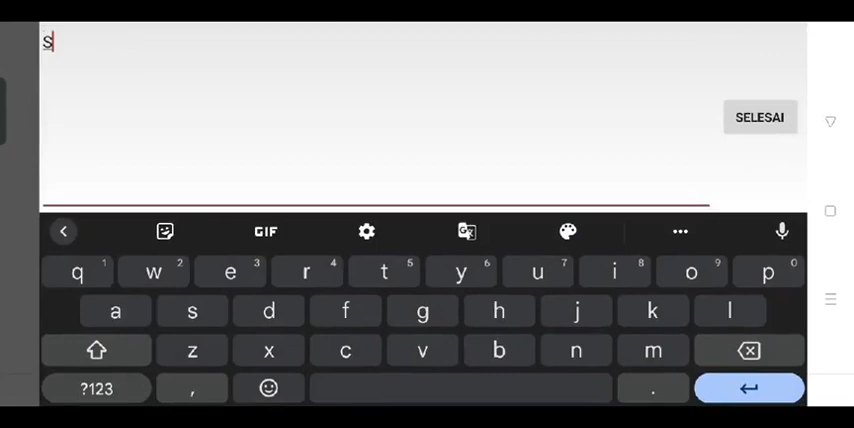 S
SELESAI
GIF
q 1 w 2 e 3 r 4 t 5 y 6 u 7 i 8 o 9 p 0
a s d f g h j k l
z x c v b n m
?123 , .